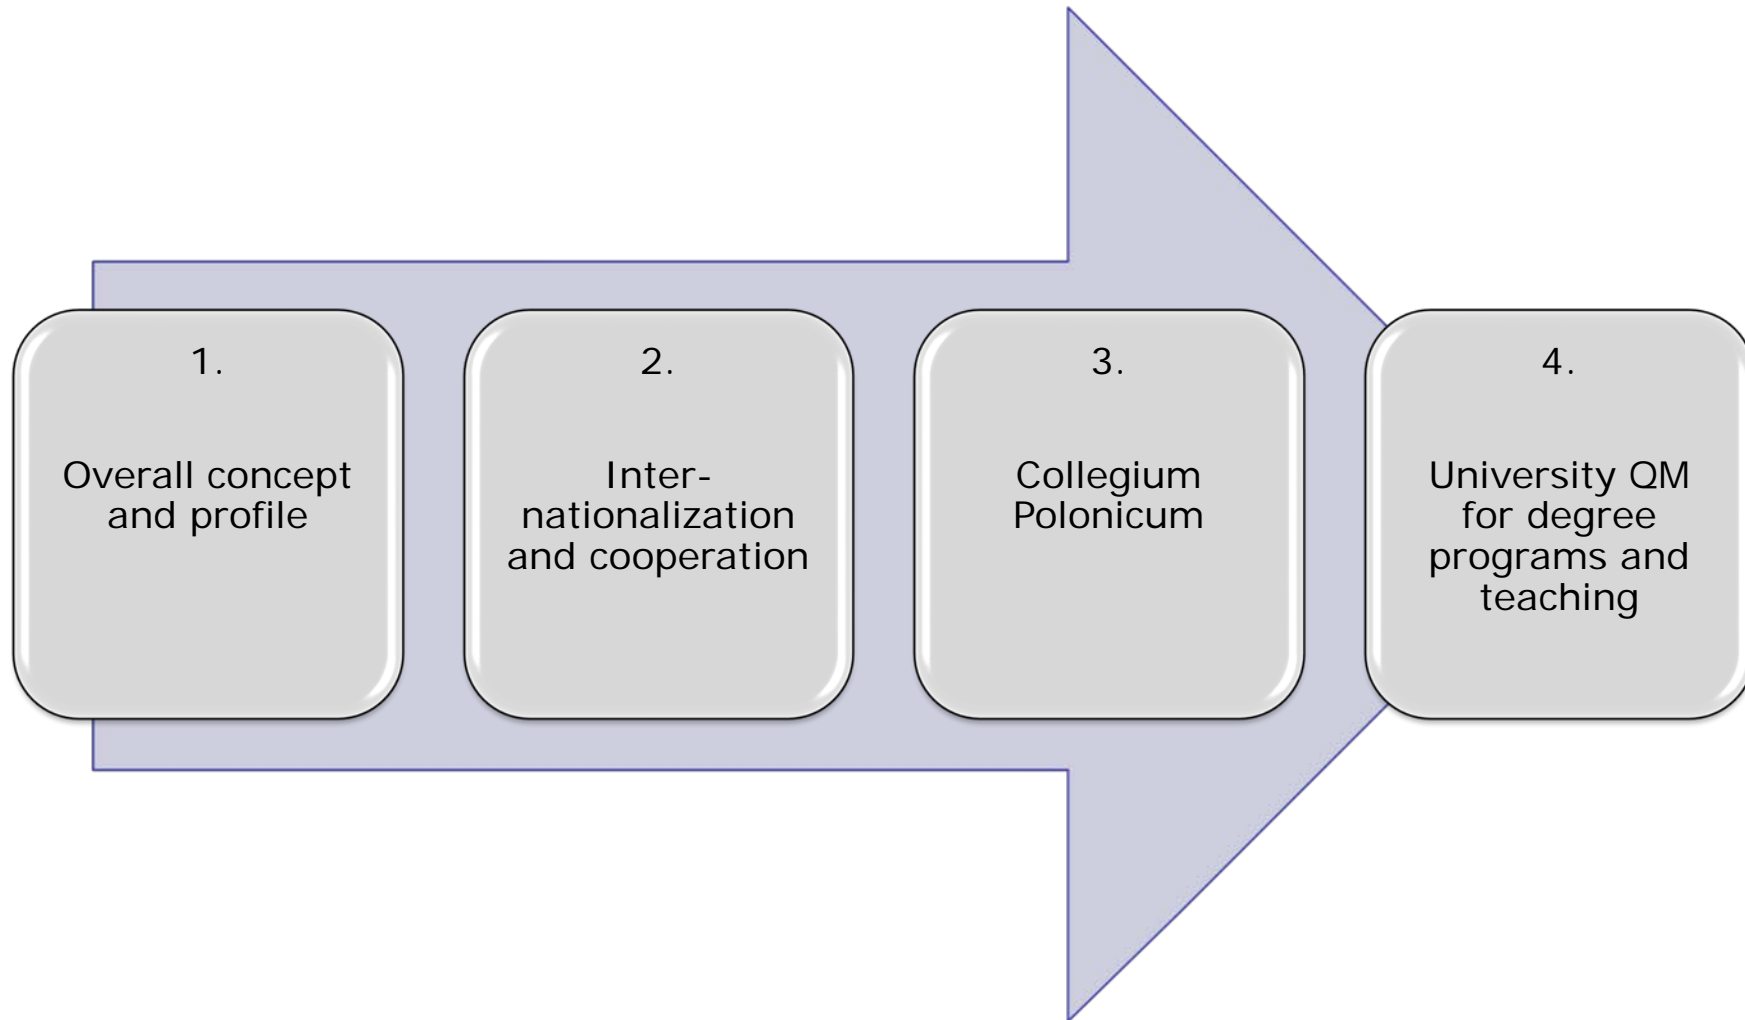 1.
Overall concept
and profile
2.
Inter-
nationalization
and cooperation
3.
Collegium
Polonicum
4.
University QM
for degree
programs and
teaching